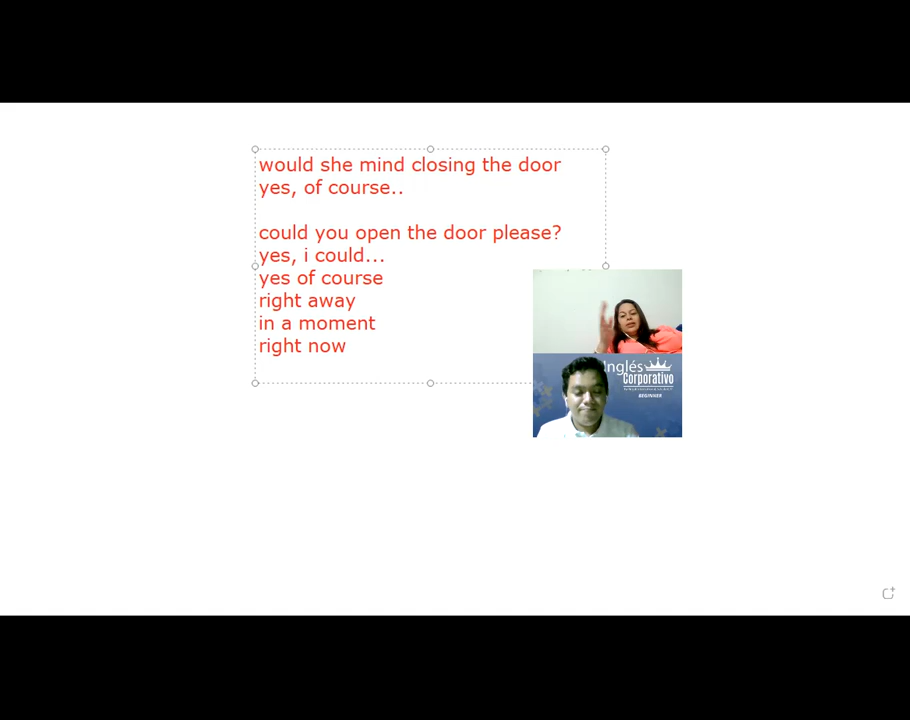 would she mind closing the door
yes, of course..
could you open the door please?
yes, i could...
yes of course
right away
in a moment
right now
Inglés
Corporativo
BEGINNER